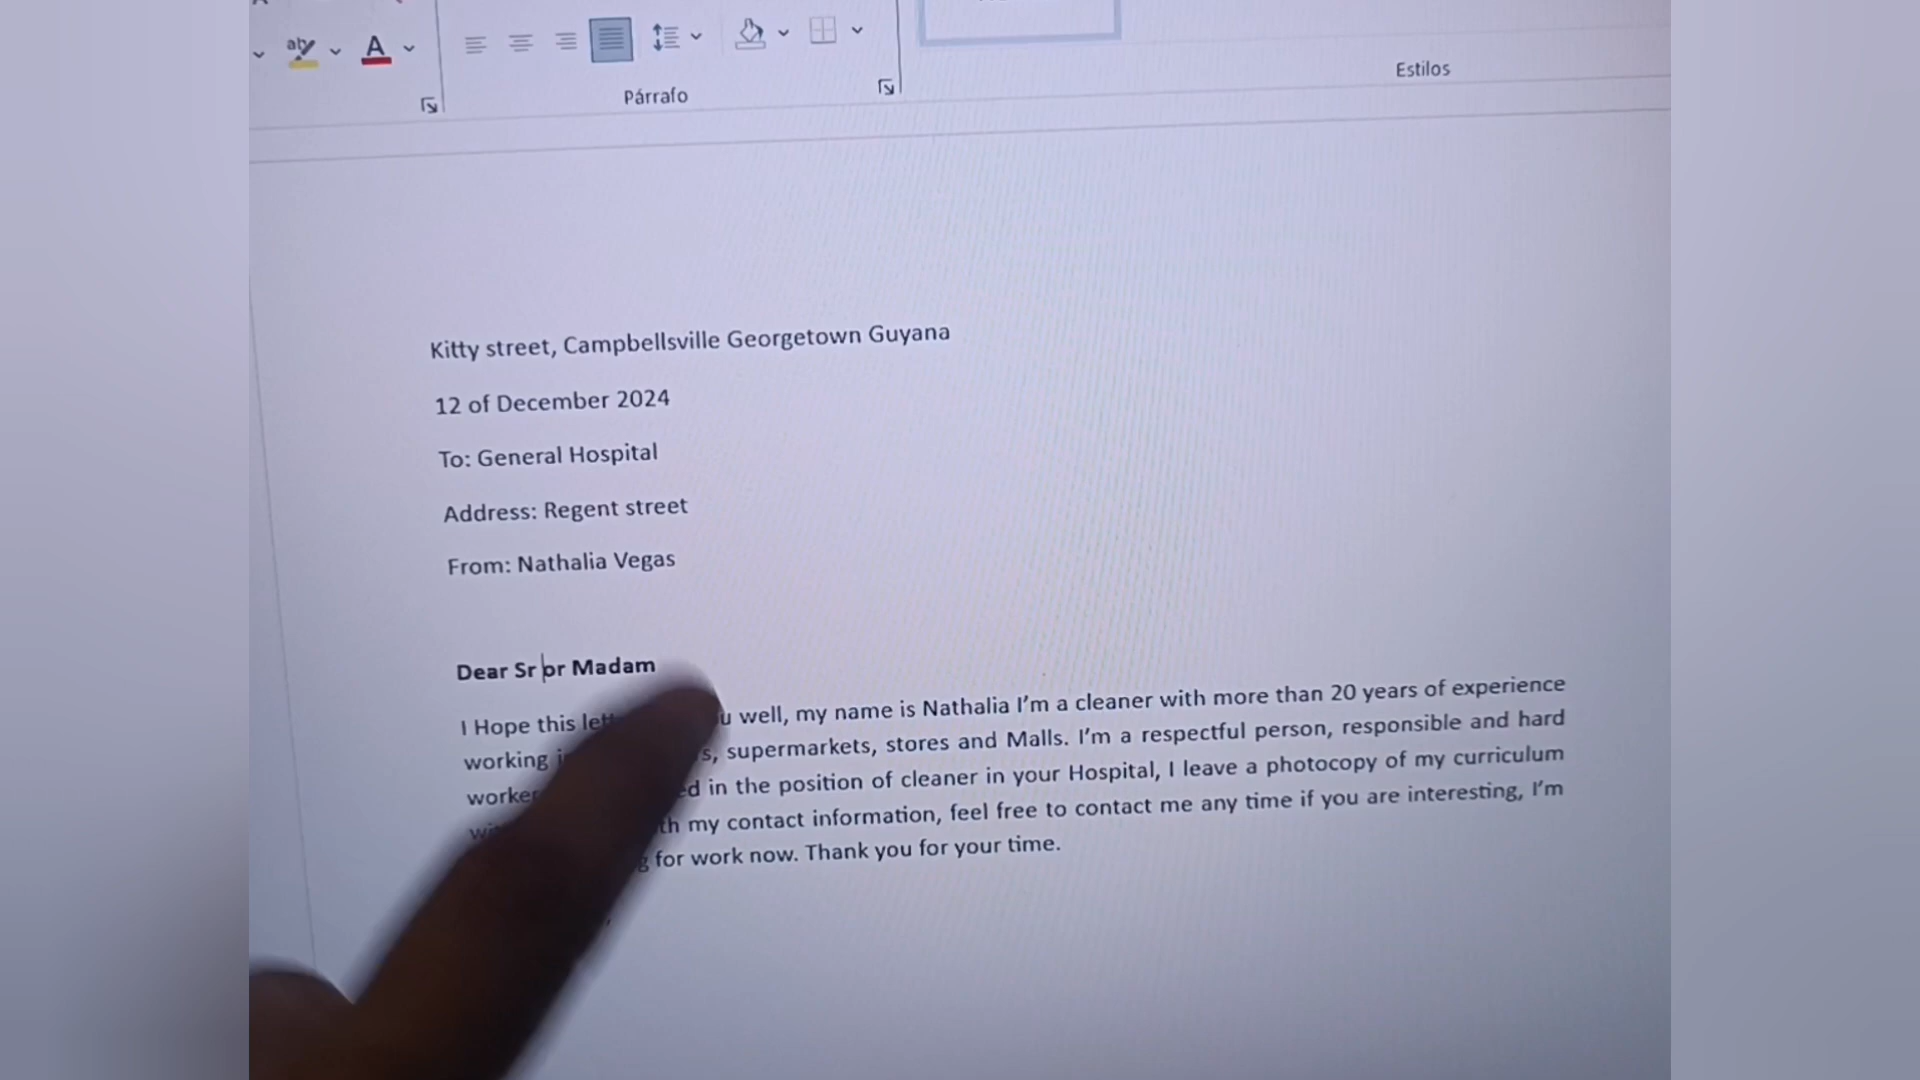 aby A
Párrafo
Estilos
Kitty street, Campbellsville Georgetown Guyana
12 of December 2024
To: General Hospital
Address: Regent street
From: Nathalia Vegas
Dear Sr or Madam
I Hope this well, my name is Nathalia I'm a cleaner with more than 20 years of experience
working supermarkets, stores and Malls. I'm a respectful person, responsible and hard
in the position of cleaner in your Hospital, I leave a photocopy of my curriculum
my contact information, feel free to contact me any time if you are interesting, I'm
for work now. Thank you for your time.